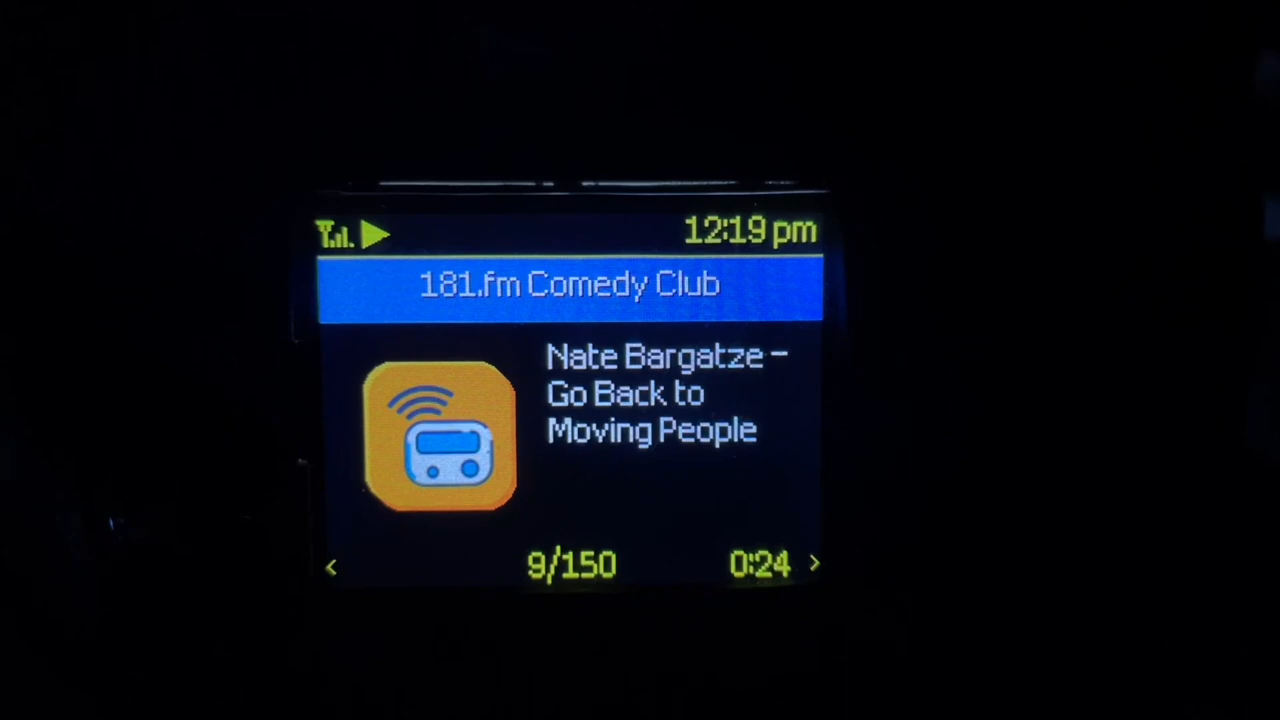 12:19 pm
181.fm Comedy Club
Nate Bargatze -
Go Back to
Moving People
< 9/150 0:24 >